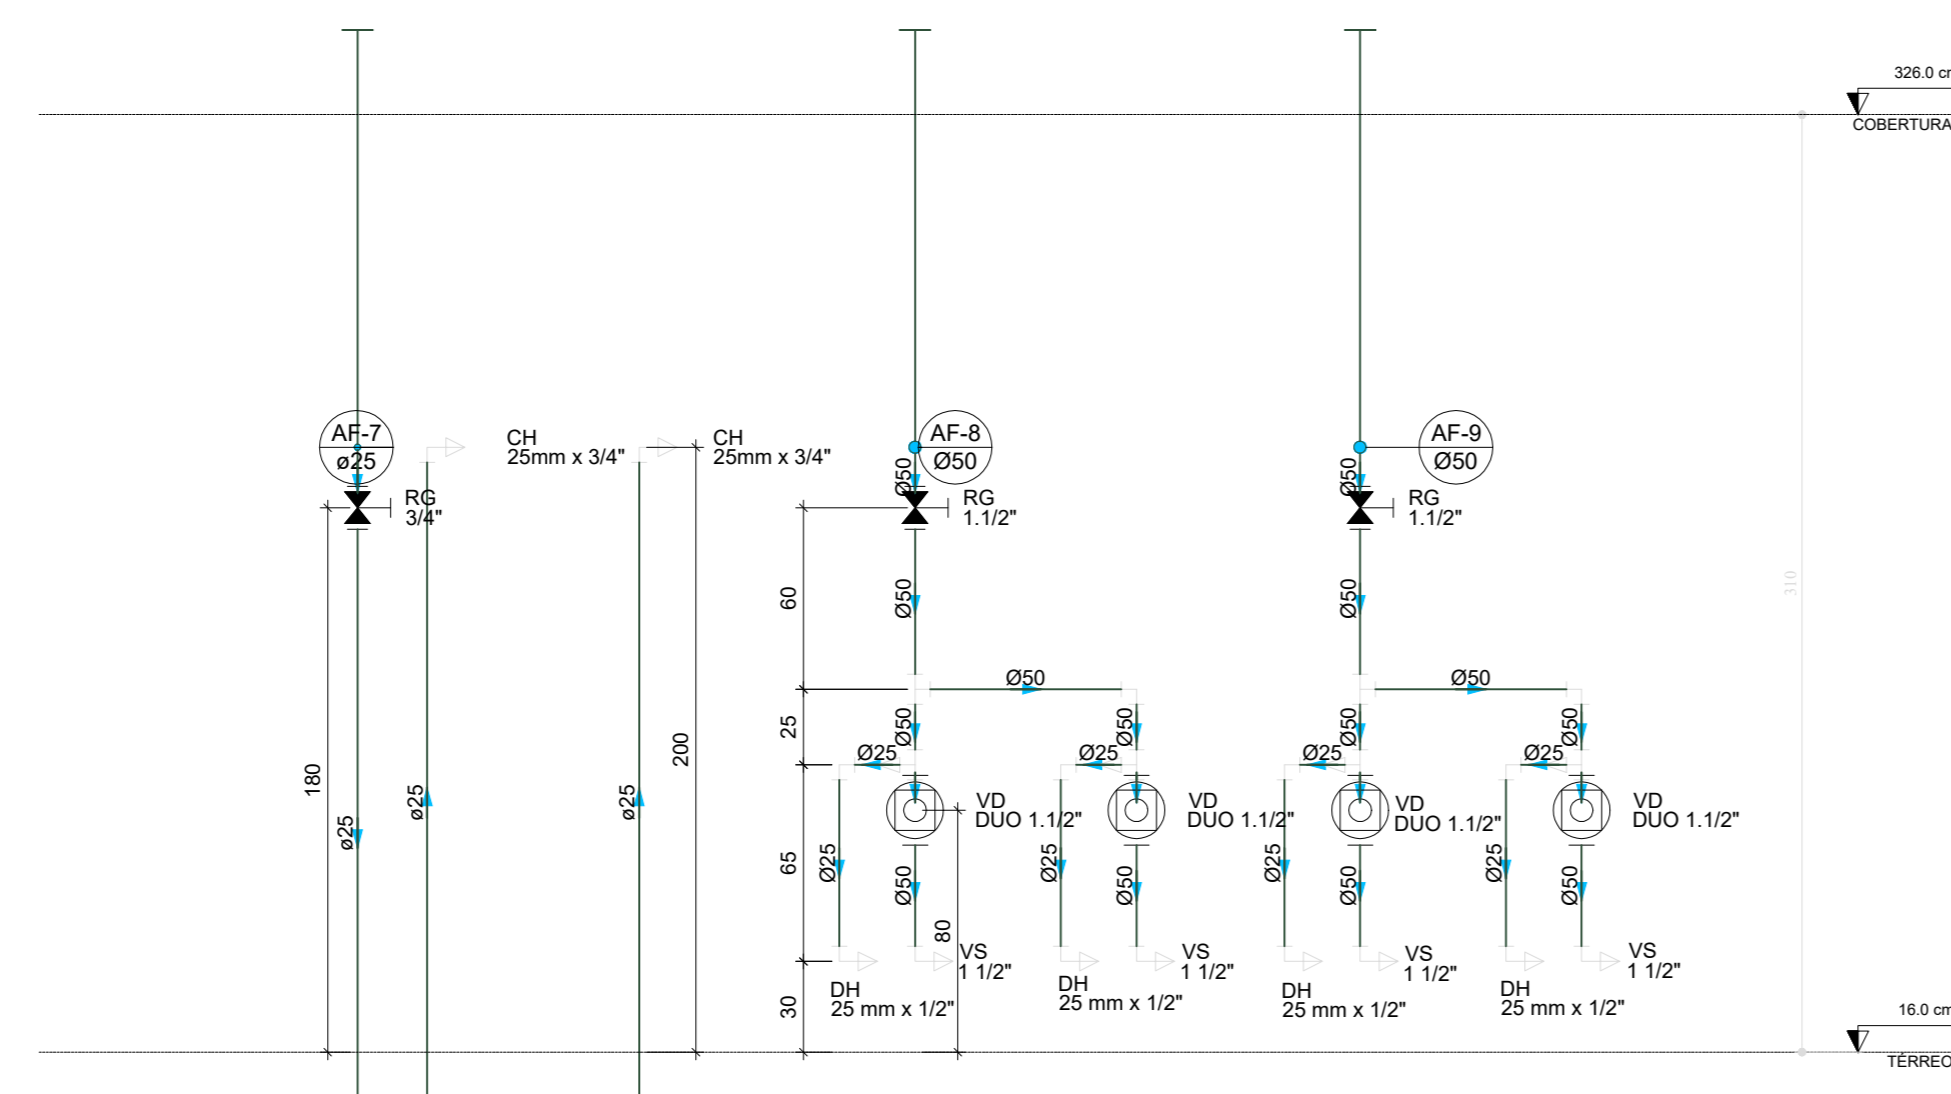 326.0 cm
COBERTURA
AF-7
ø25
CH
25mm x 3/4"
CH
25mm x 3/4"
AF-8
Ø50
AF-9
Ø50
Ø50
Ø50
RG
3/4"
RG
1.1/2"
RG
1.1/2"
310
60
Ø50
Ø50
Ø50
Ø50
25
Ø50
Ø50
Ø50
Ø50
180
200
Ø25
Ø25
Ø25
Ø25
ø25
ø25
ø25
VD
DUO 1.1/2"
VD
DUO 1.1/2"
VD
DUO 1.1/2"
VD
DUO 1.1/2"
65
Ø25
Ø50
Ø25
Ø50
Ø25
Ø50
Ø25
Ø50
80
VS
1 1/2"
VS
1 1/2"
VS
1 1/2"
VS
1 1/2"
30
DH
25 mm x 1/2"
DH
25 mm x 1/2"
DH
25 mm x 1/2"
DH
25 mm x 1/2"
16.0 cm
TÉRREO